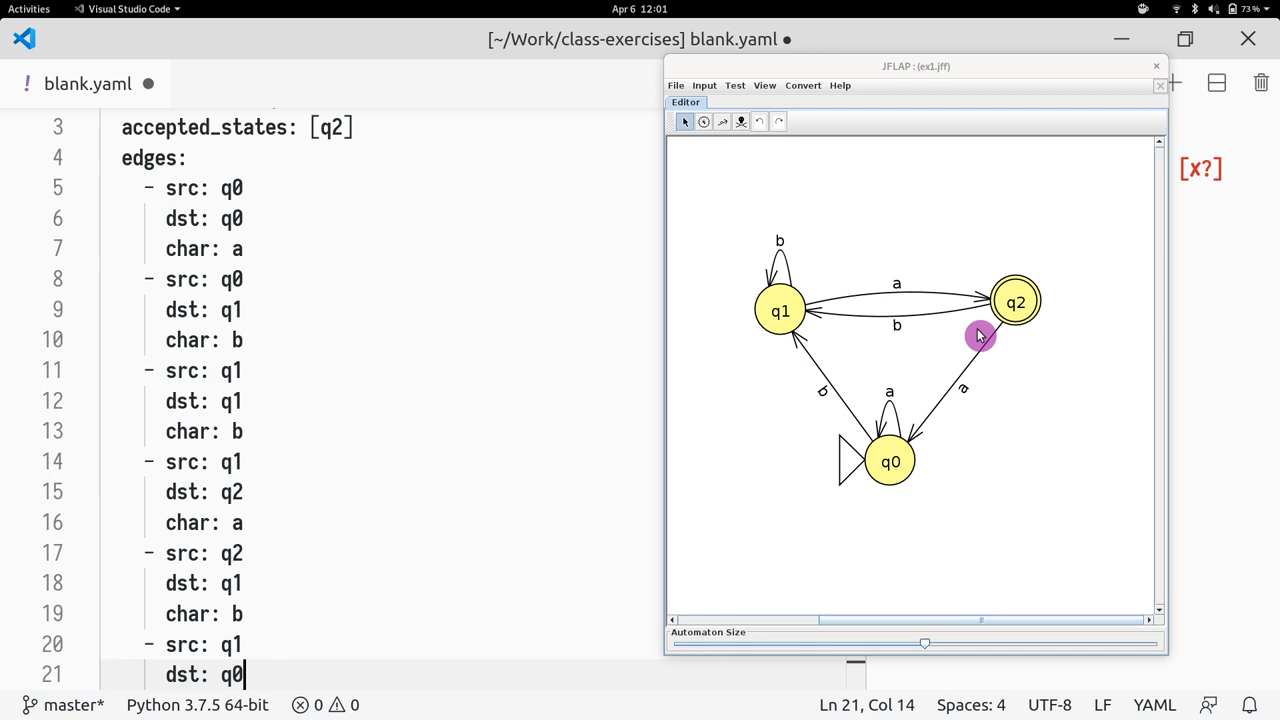 Activities
Visual Studio Code
Apr 6 12:01
73%
[~/Work/class-exercises] blank.yaml ●
! blank.yaml ●
3 accepted_states: [q2]
4 edges:
5 - src: q0
6 dst: q0
7 char: a
8 - src: q0
9 dst: q1
10 char: b
11 - src: q1
12 dst: q1
13 char: b
14 - src: q1
15 dst: q2
16 char: a
17 - src: q2
18 dst: q1
19 char: b
20 - src: q1
21 dst: q0
[x?]
JFLAP : (ex1.jff)
File Input Test View Convert Help
Editor
b
a
q1
q2
b
b
a
a
q0
Automaton Size
master* Python 3.7.5 64-bit 0 0 Ln 21, Col 14 Spaces: 4 UTF-8 LF YAML